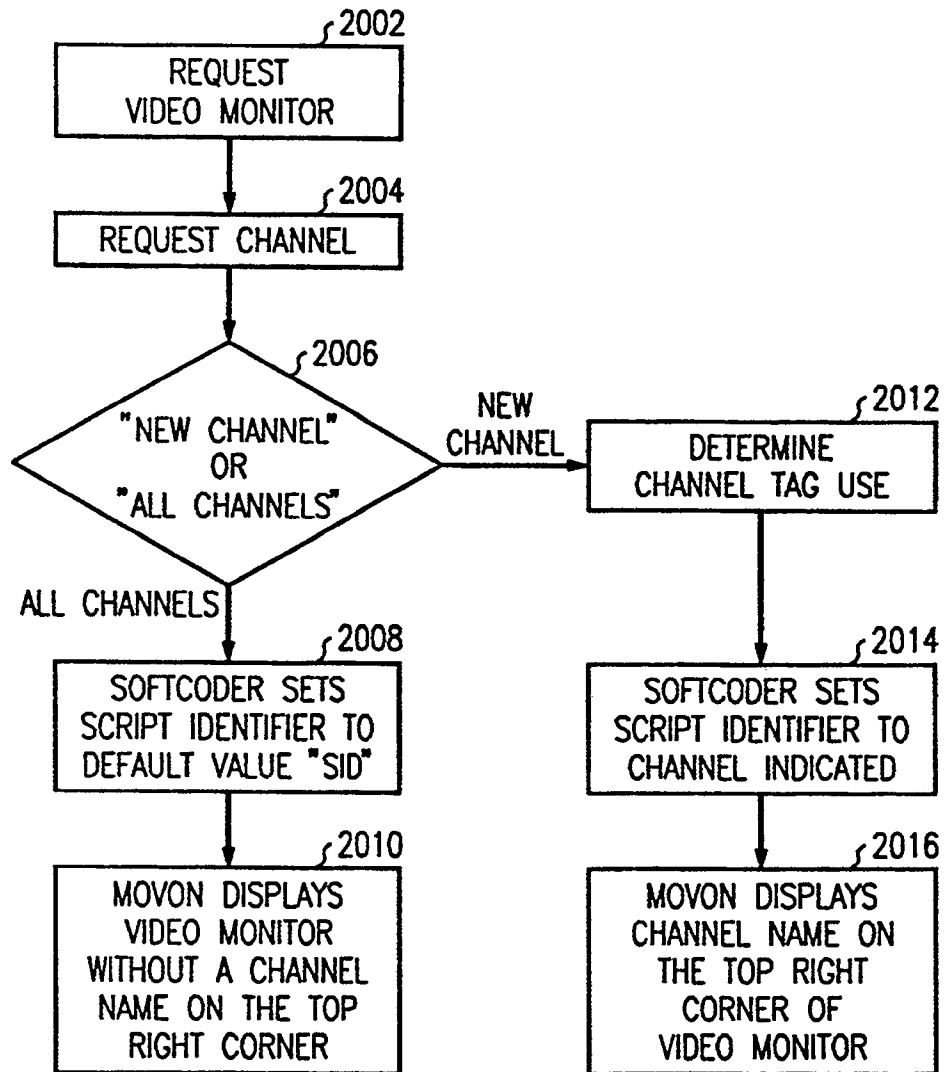 2002
REQUEST
VIDEO MONITOR
2004
REQUEST CHANNEL
2006
"NEW CHANNEL"
OR
"ALL CHANNELS"
NEW
CHANNEL
2012
DETERMINE
CHANNEL TAG USE
ALL CHANNELS
2008
SOFTCODER SETS
SCRIPT IDENTIFIER TO
DEFAULT VALUE "SID"
2014
SOFTCODER SETS
SCRIPT IDENTIFIER TO
CHANNEL INDICATED
2010
MOVON DISPLAYS
VIDEO MONITOR
WITHOUT A CHANNEL
NAME ON THE TOP
RIGHT CORNER
2016
MOVON DISPLAYS
CHANNEL NAME ON
THE TOP RIGHT
CORNER OF
VIDEO MONITOR